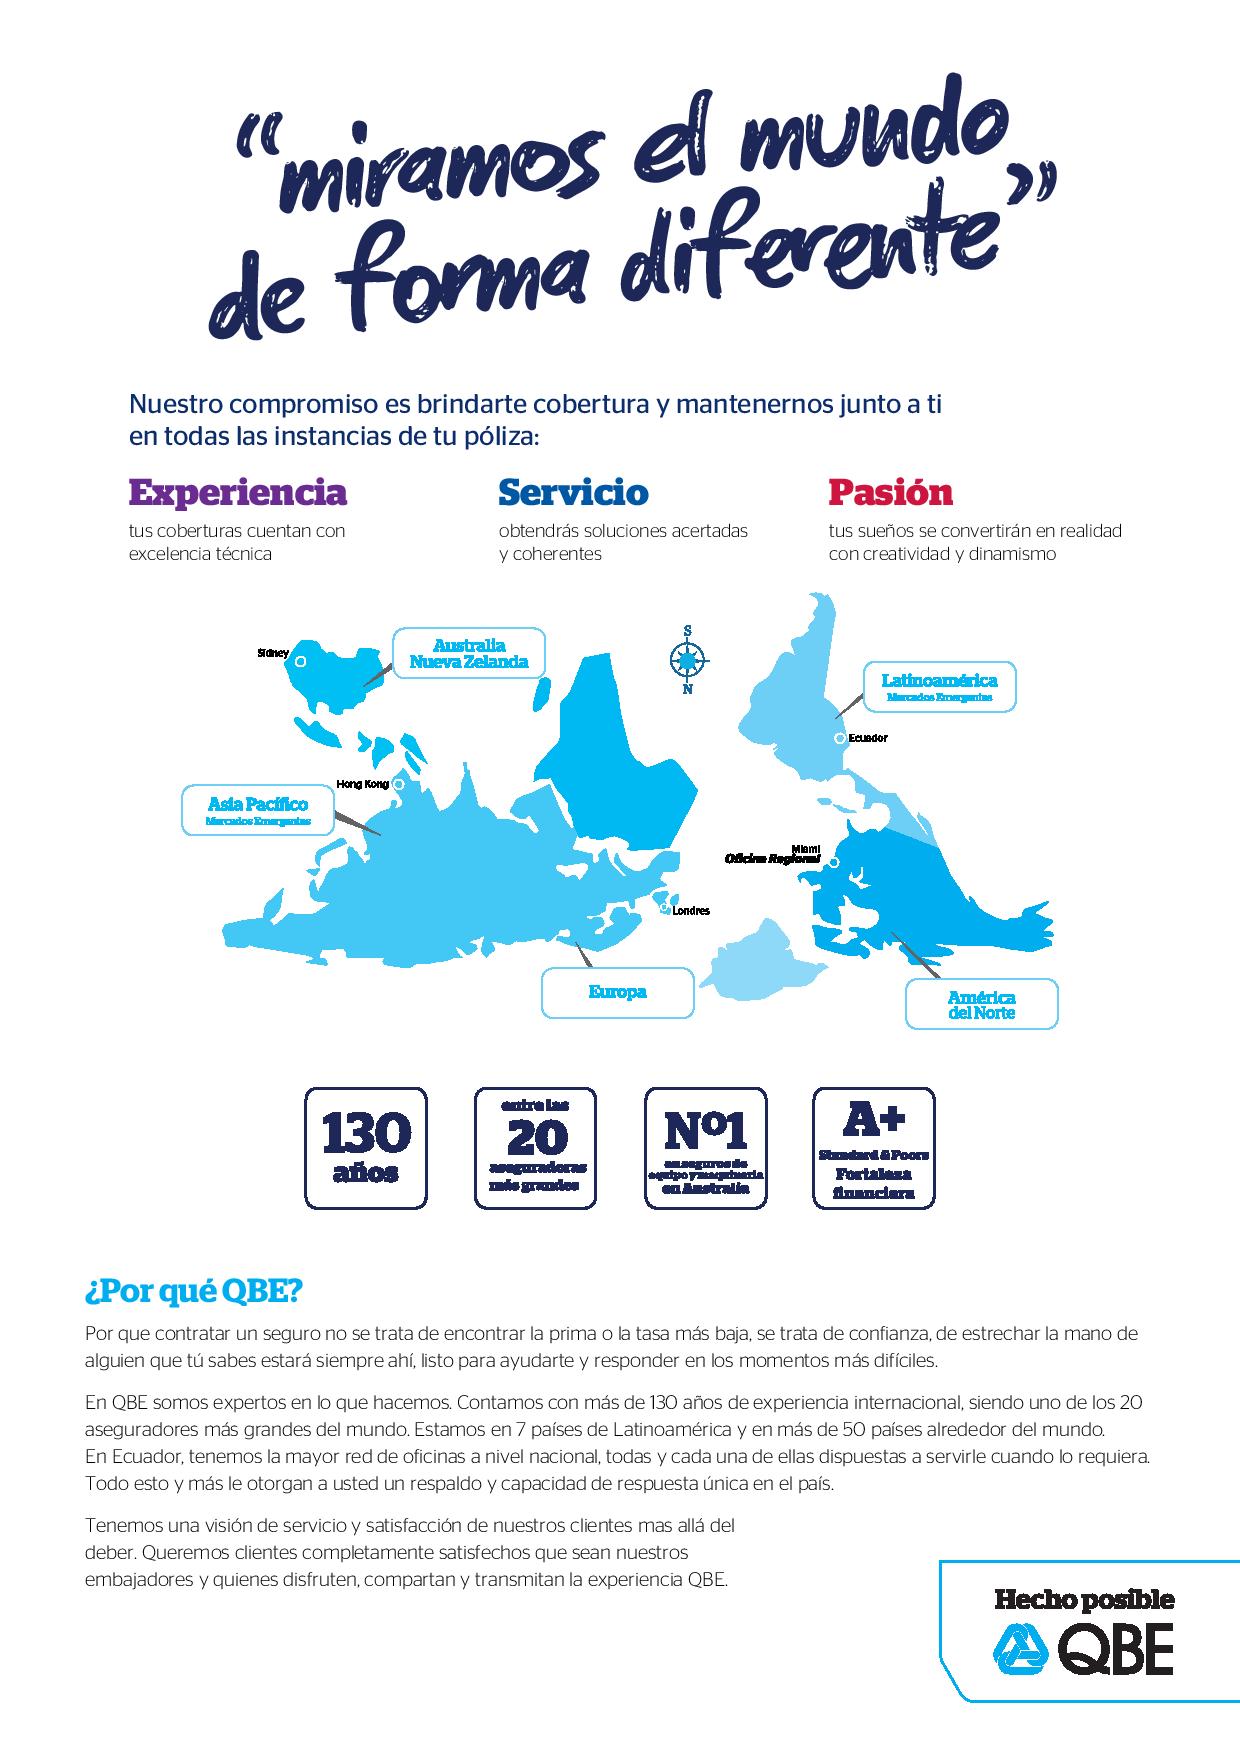 “miramos el mundo
de forma diferente”
Nuestro compromiso es brindarte cobertura y mantenernos junto a ti
en todas las instancias de tu póliza:
Experiencia
tus coberturas cuentan con
excelencia técnica
Servicio
obtendrás soluciones acertadas
y coherentes
Pasión
tus sueños se convertirán en realidad
con creatividad y dinamismo
Sidney
Australia
Nueva Zelanda
S
N
Latinoamérica
Mercados Emergentes
Ecuador
Hong Kong
Asia Pacífico
Mercados Emergentes
Miami
Oficina Regional
Londres
Europa
América
del Norte
130
años
entre las
20
aseguradoras
más grandes
Nº1
en seguros de
equipo y maquinaria
en Australia
A+
Standard & Poors
Fortaleza
financiera
¿Por qué QBE?
Por que contratar un seguro no se trata de encontrar la prima o la tasa más baja, se trata de confianza, de estrechar la mano de
alguien que tú sabes estará siempre ahí, listo para ayudarte y responder en los momentos más difíciles.
En QBE somos expertos en lo que hacemos. Contamos con más de 130 años de experiencia internacional, siendo uno de los 20
aseguradores más grandes del mundo. Estamos en 7 países de Latinoamérica y en más de 50 países alrededor del mundo.
En Ecuador, tenemos la mayor red de oficinas a nivel nacional, todas y cada una de ellas dispuestas a servirle cuando lo requiera.
Todo esto y más le otorgan a usted un respaldo y capacidad de respuesta única en el país.
Tenemos una visión de servicio y satisfacción de nuestros clientes mas allá del
deber. Queremos clientes completamente satisfechos que sean nuestros
embajadores y quienes disfruten, compartan y transmitan la experiencia QBE.
Hecho posible
QBE